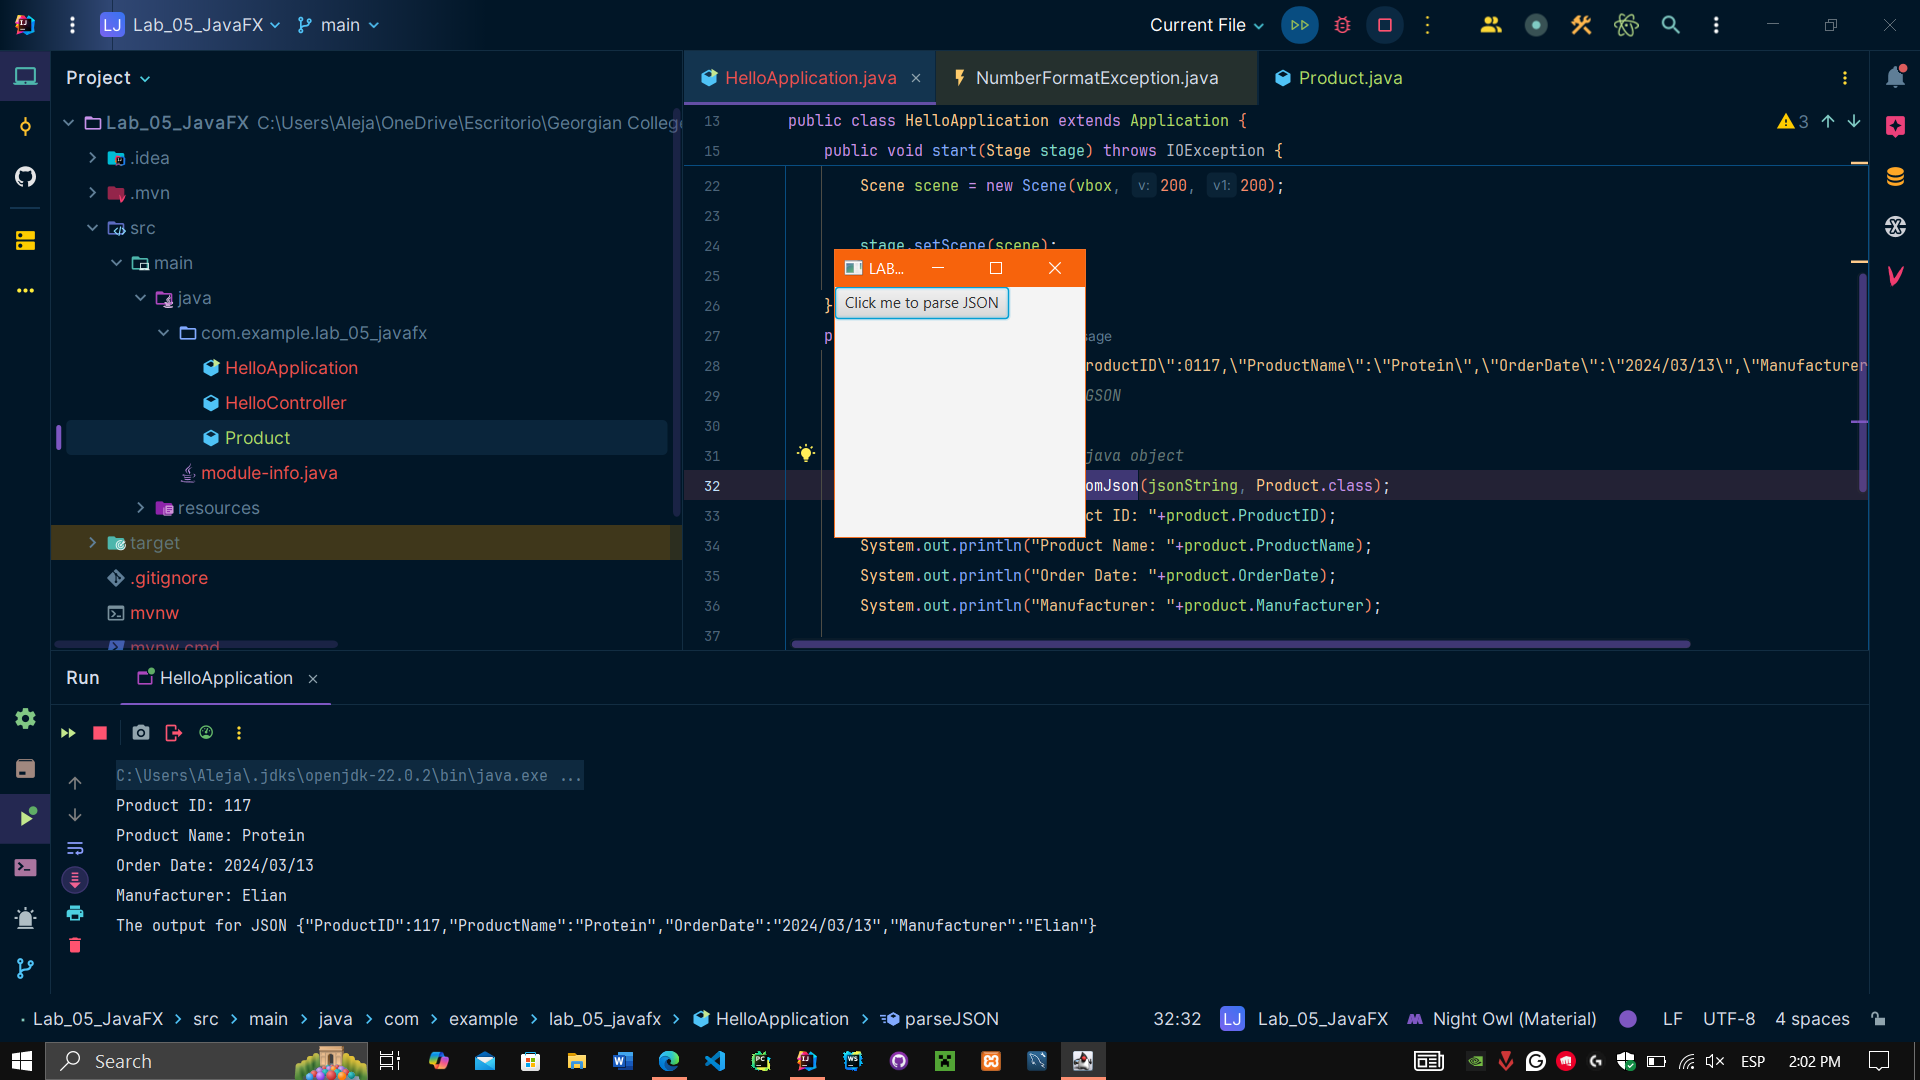 LJ Lab_05_JavaFX main Current File
Project
HelloApplication.java NumberFormatException.java Product.java
Lab_05_JavaFX C:\Users\Aleja\OneDrive\Escritorio\Georgian Colleg
.idea
.mvn
src
main
java
com.example.lab_05_javafx
HelloApplication
HelloController
Product
module-info.java
resources
target
.gitignore
mvnw
mvnw.cmd
13 public class HelloApplication extends Application {
3
15 public void start(Stage stage) throws IOException {
22 Scene scene = new Scene(vbox, v: 200, v1: 200);
23
24 stage.setScene(scene);
25
26 }
27 p sage
28 roductID\":0117,\"ProductName\":\"Protein\",\"OrderDate\":\"2024/03/13\",\"Manufacturer
29 GSON
30
31 java object
32 omJson(jsonString, Product.class);
33 ct ID: "+product.ProductID);
34 System.out.println("Product Name: "+product.ProductName);
35 System.out.println("Order Date: "+product.OrderDate);
36 System.out.println("Manufacturer: "+product.Manufacturer);
37
LAB...
Click me to parse JSON
Run HelloApplication
C:\Users\Aleja\.jdks\openjdk-22.0.2\bin\java.exe ...
Product ID: 117
Product Name: Protein
Order Date: 2024/03/13
Manufacturer: Elian
The output for JSON {"ProductID":117,"ProductName":"Protein","OrderDate":"2024/03/13","Manufacturer":"Elian"}
Lab_05_JavaFX > src > main > java > com > example > lab_05_javafx > HelloApplication > parseJSON 32:32 LJ Lab_05_JavaFX Night Owl (Material) LF UTF-8 4 spaces
Search ESP 2:02 PM